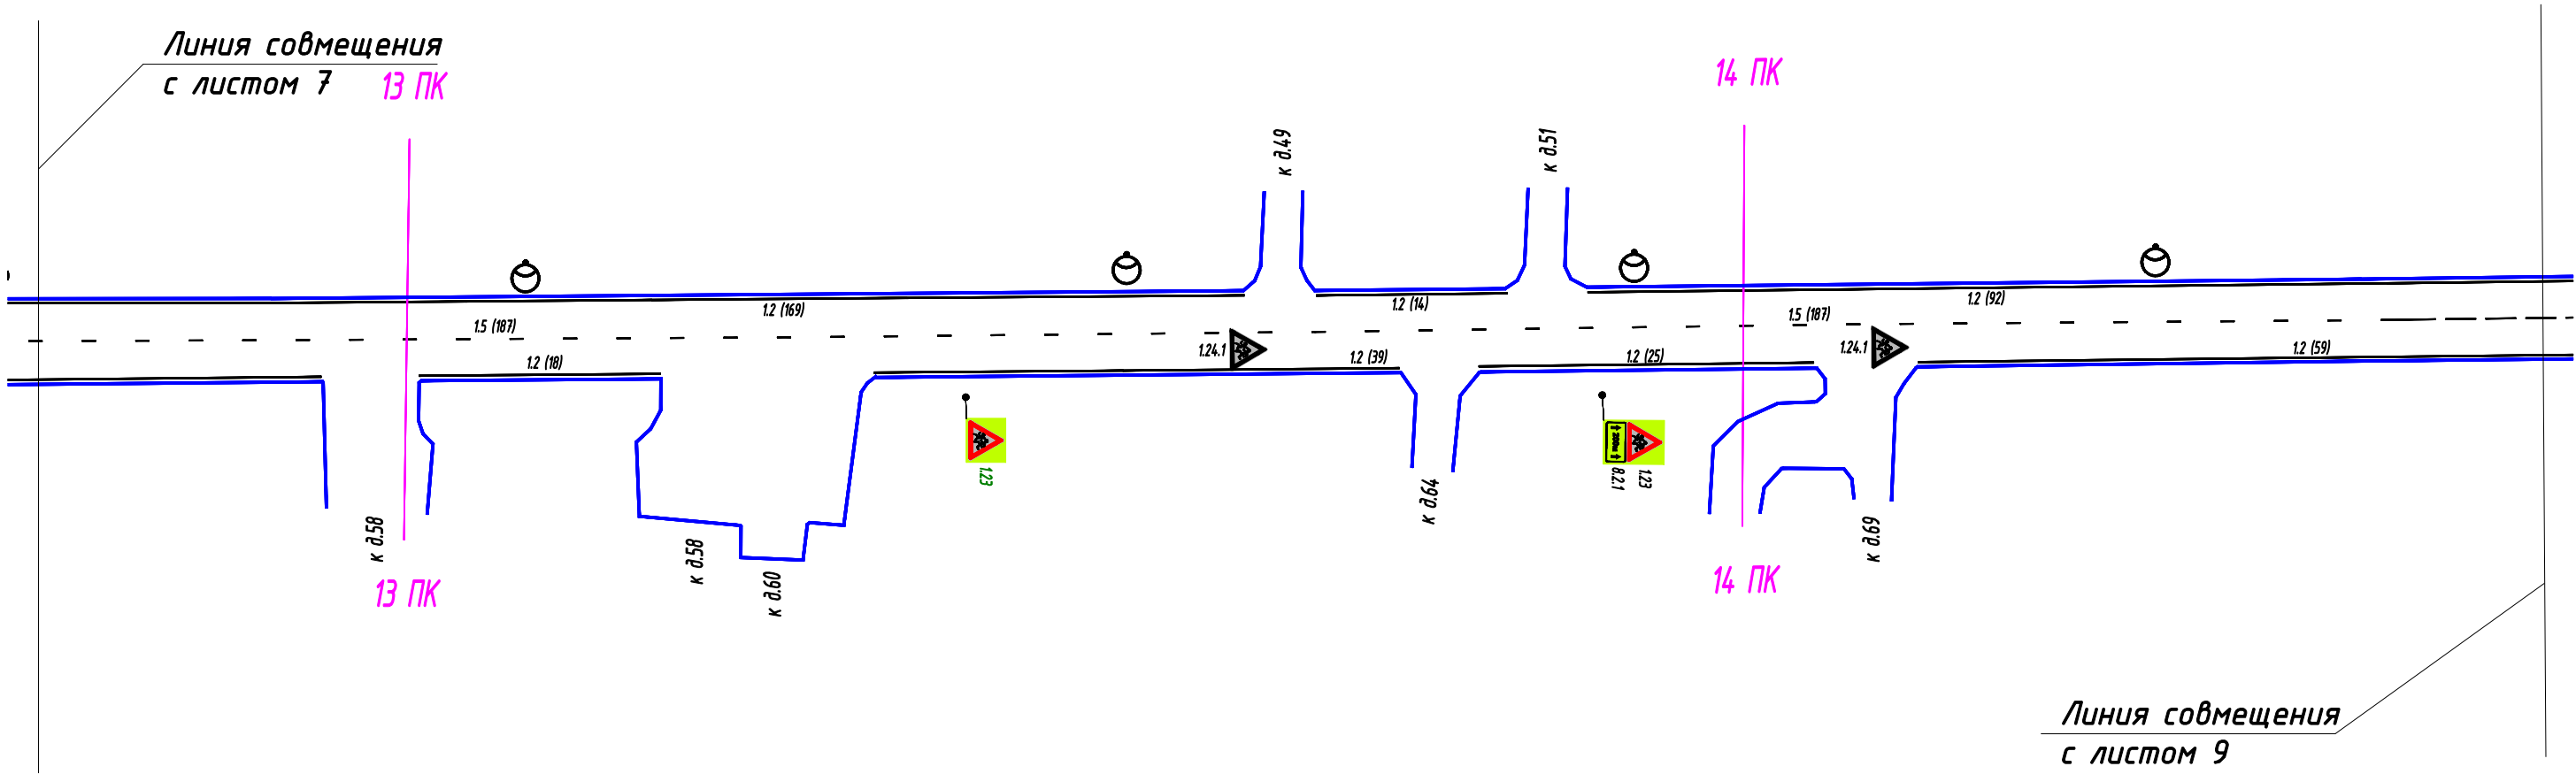 Линия совмещения
с листом 7
13 ПК
14 ПК
к д.49
к д.51
1.2 (169)
1.2 (14)
1.2 (92)
1.5 (187)
1.5 (187)
1.24.1
1.24.1
1.2 (18)
1.2 (39)
1.2 (25)
1.2 (59)
1.23
200м
8.2.1
1.23
к д.58
к д.58
к д.60
к д.64
к д.69
13 ПК
14 ПК
Линия совмещения
с листом 9